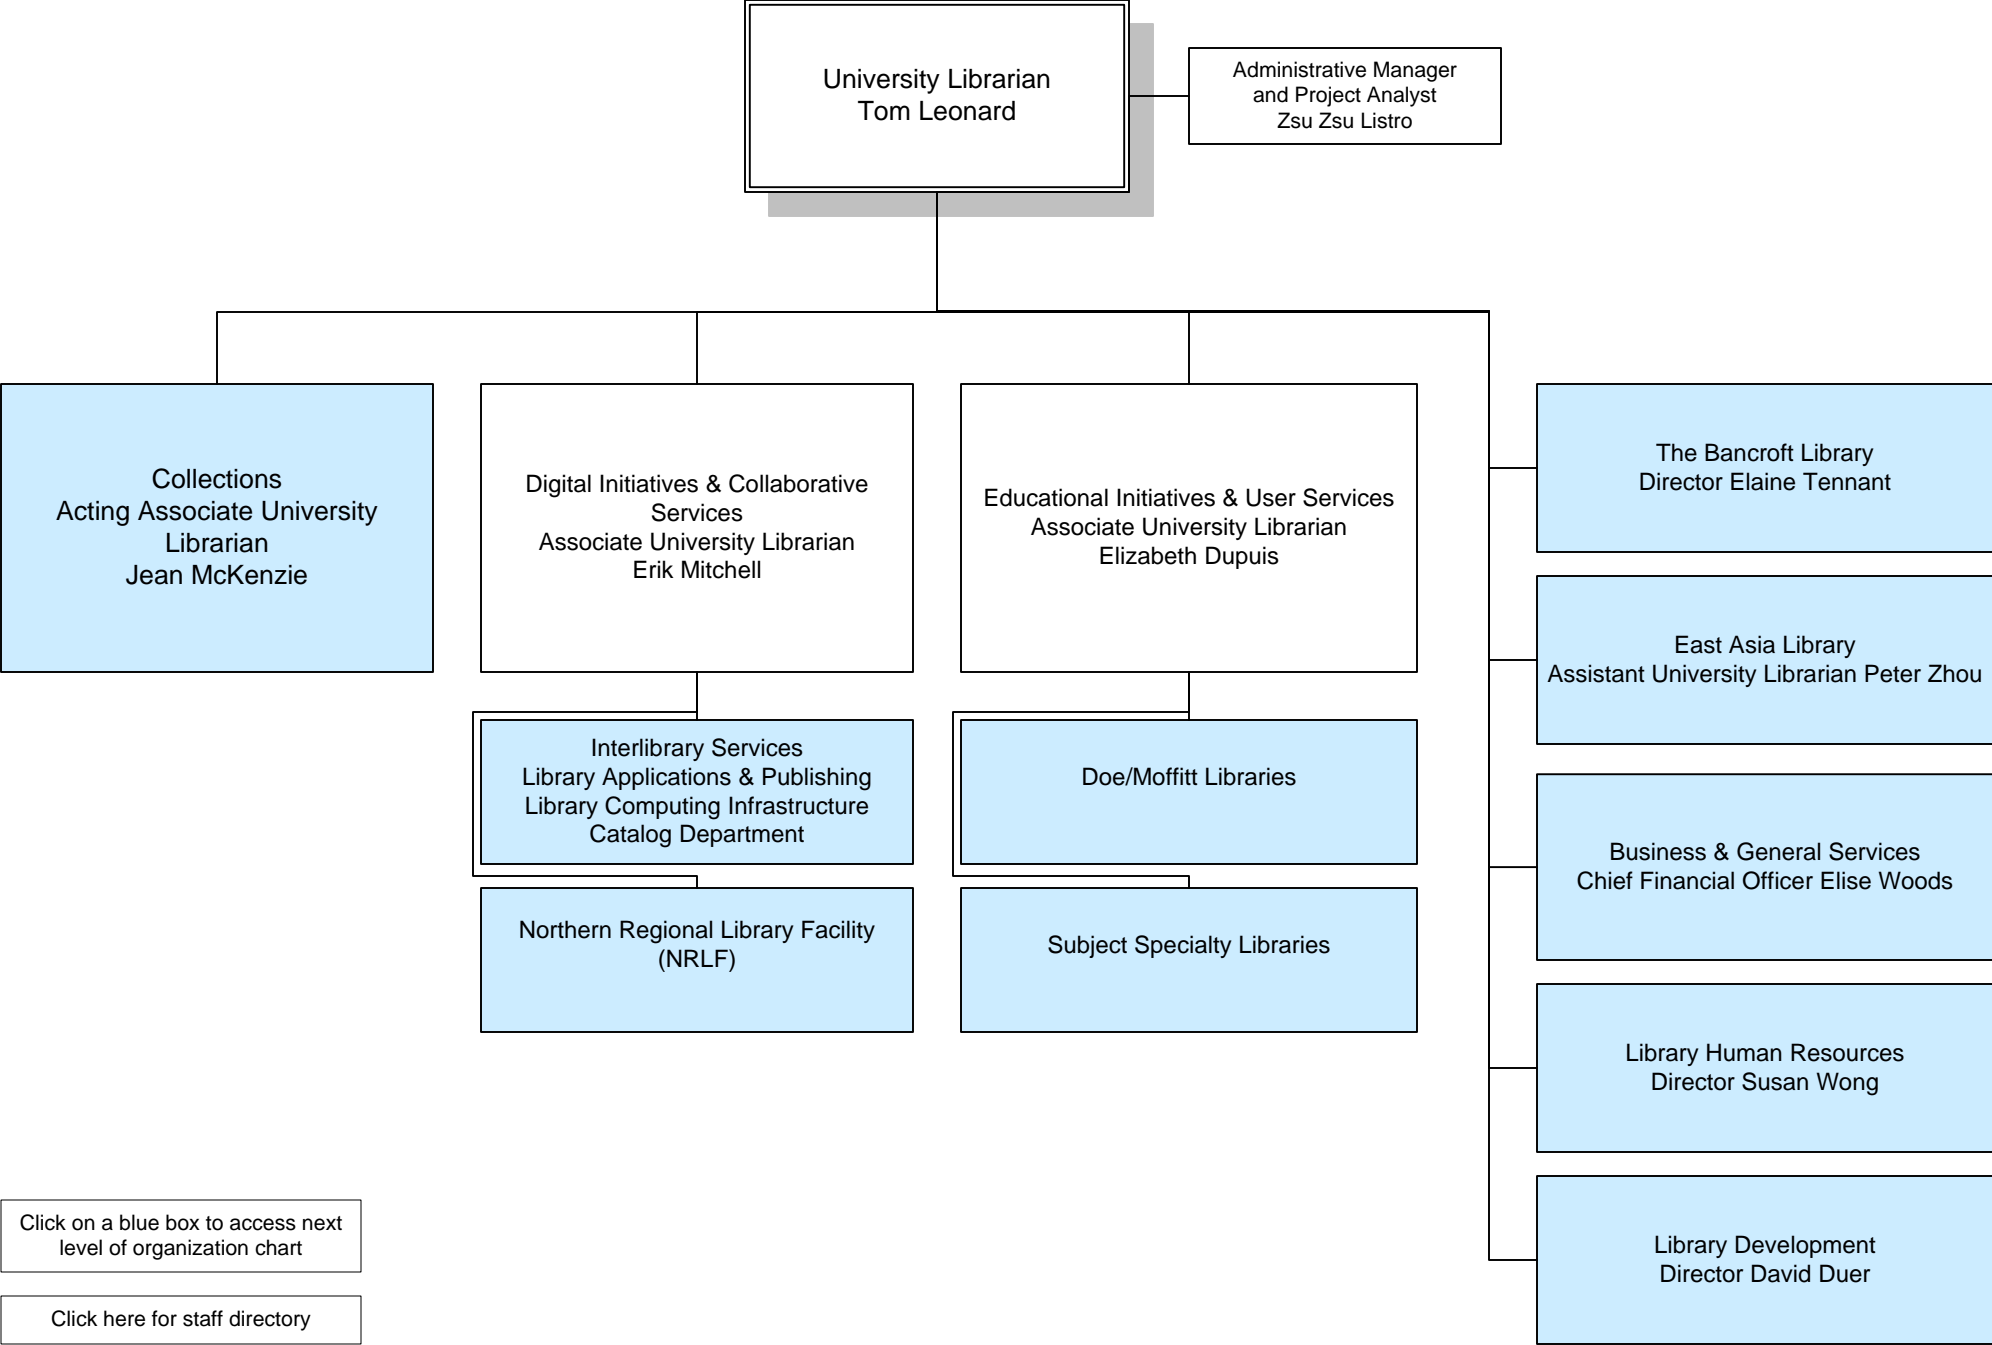 University Librarian
Tom Leonard
Administrative Manager
and Project Analyst
Zsu Zsu Listro
Collections
Acting Associate University
Librarian
Jean McKenzie
Digital Initiatives & Collaborative
Services
Associate University Librarian
Erik Mitchell
Educational Initiatives & User Services
Associate University Librarian
Elizabeth Dupuis
The Bancroft Library
Director Elaine Tennant
East Asia Library
Assistant University Librarian Peter Zhou
Interlibrary Services
Library Applications & Publishing
Library Computing Infrastructure
Catalog Department
Doe/Moffitt Libraries
Business & General Services
Chief Financial Officer Elise Woods
Northern Regional Library Facility
(NRLF)
Subject Specialty Libraries
Library Human Resources
Director Susan Wong
Library Development
Director David Duer
Click on a blue box to access next
level of organization chart
Click here for staff directory